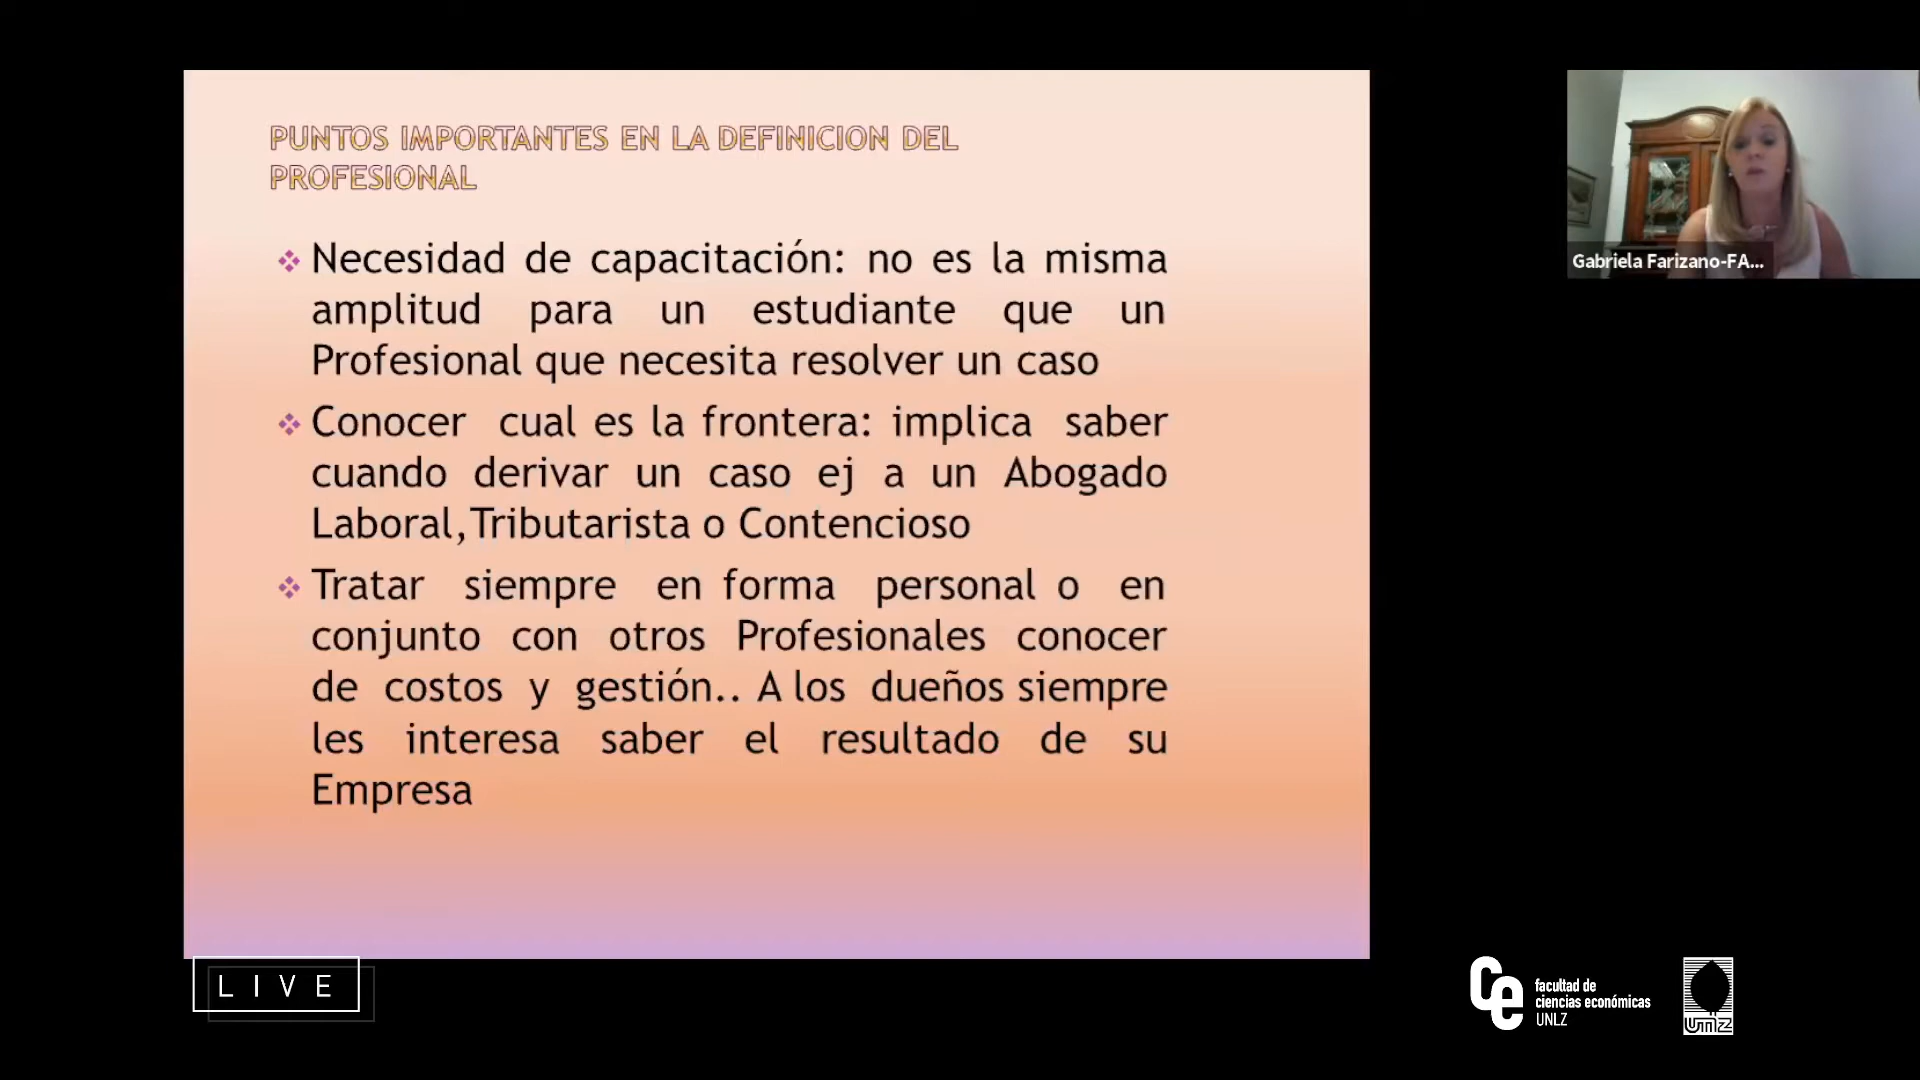 PUNTOS IMPORTANTES EN LA DEFINICION DEL
PROFESIONAL
Necesidad de capacitación: no es la misma
amplitud para un estudiante que un
Profesional que necesita resolver un caso
Conocer cual es la frontera: implica saber
cuando derivar un caso ej a un Abogado
Laboral,Tributarista o Contencioso
Tratar siempre en forma personal o en
conjunto con otros Profesionales conocer
de costos y gestión.. A los dueños siempre
les interesa saber el resultado de su
Empresa
Gabriela Farizano-FA...
LIVE
ce
facultad de
ciencias económicas
UNLZ
unlz